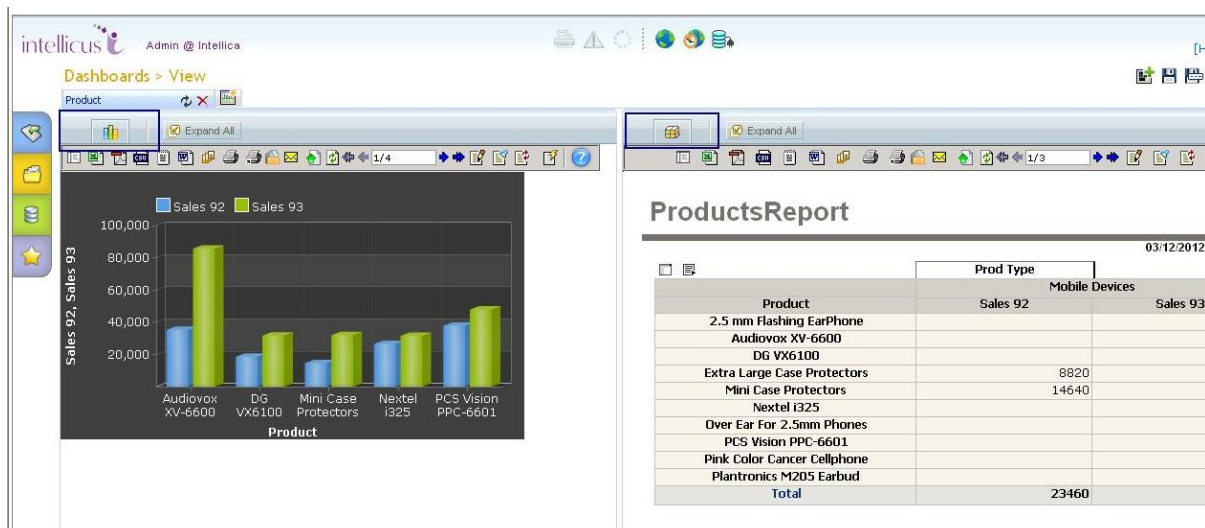 intellicus
Admin @ Intellica
[H
Dashboards > View
Product
Expand All
Expand All
1/4
1/3
Sales 92 Sales 93
100,000
80,000
60,000
40,000
20,000
Sales 92, Sales 93
Audiovox XV-6600
DG VX6100
Mini Case Protectors
Nextel i325
PCS Vision PPC-6601
Product
ProductsReport
03/12/2012
Prod Type
Mobile Devices
Product Sales 92 Sales 93
2.5 mm Flashing EarPhone
Audiovox XV-6600
DG VX6100
Extra Large Case Protectors 8820
Mini Case Protectors 14640
Nextel i325
Over Ear For 2.5mm Phones
PCS Vision PPC-6601
Pink Color Cancer Cellphone
Plantronics M205 Earbud
Total 23460